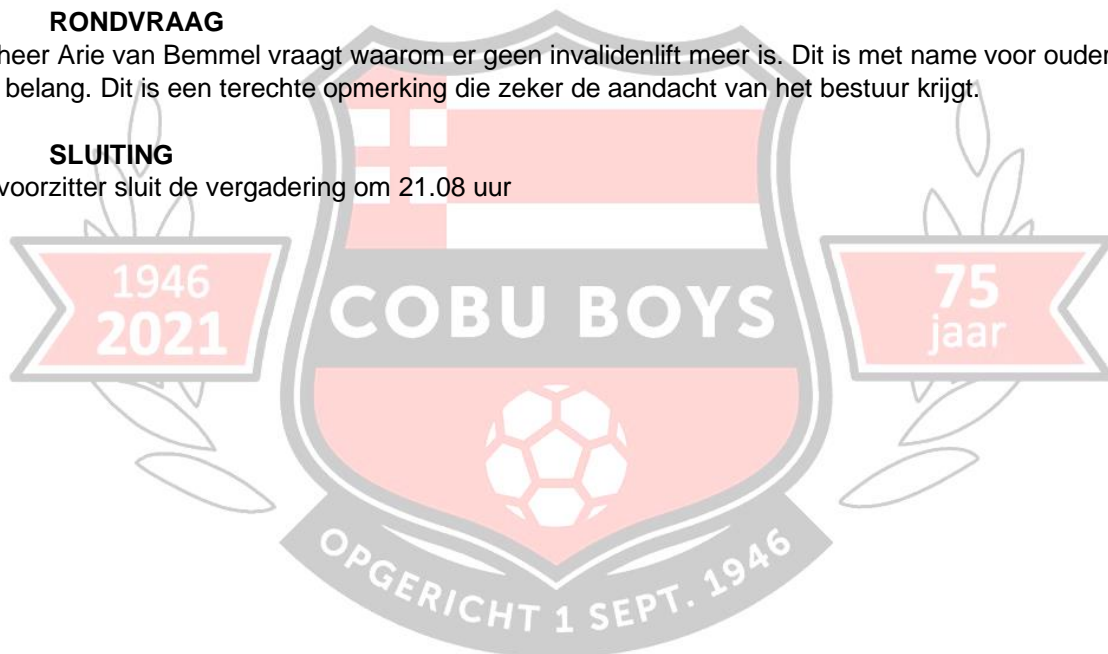 RONDVRAAG
heer Arie van Bemmel vraagt waarom er geen invalidenlift meer is. Dit is met name voor ouder
belang. Dit is een terechte opmerking die zeker de aandacht van het bestuur krijgt.
SLUITING
voorzitter sluit de vergadering om 21.08 uur
1946
2021
COBU BOYS
75
jaar
OPGERICHT 1 SEPT. 1946